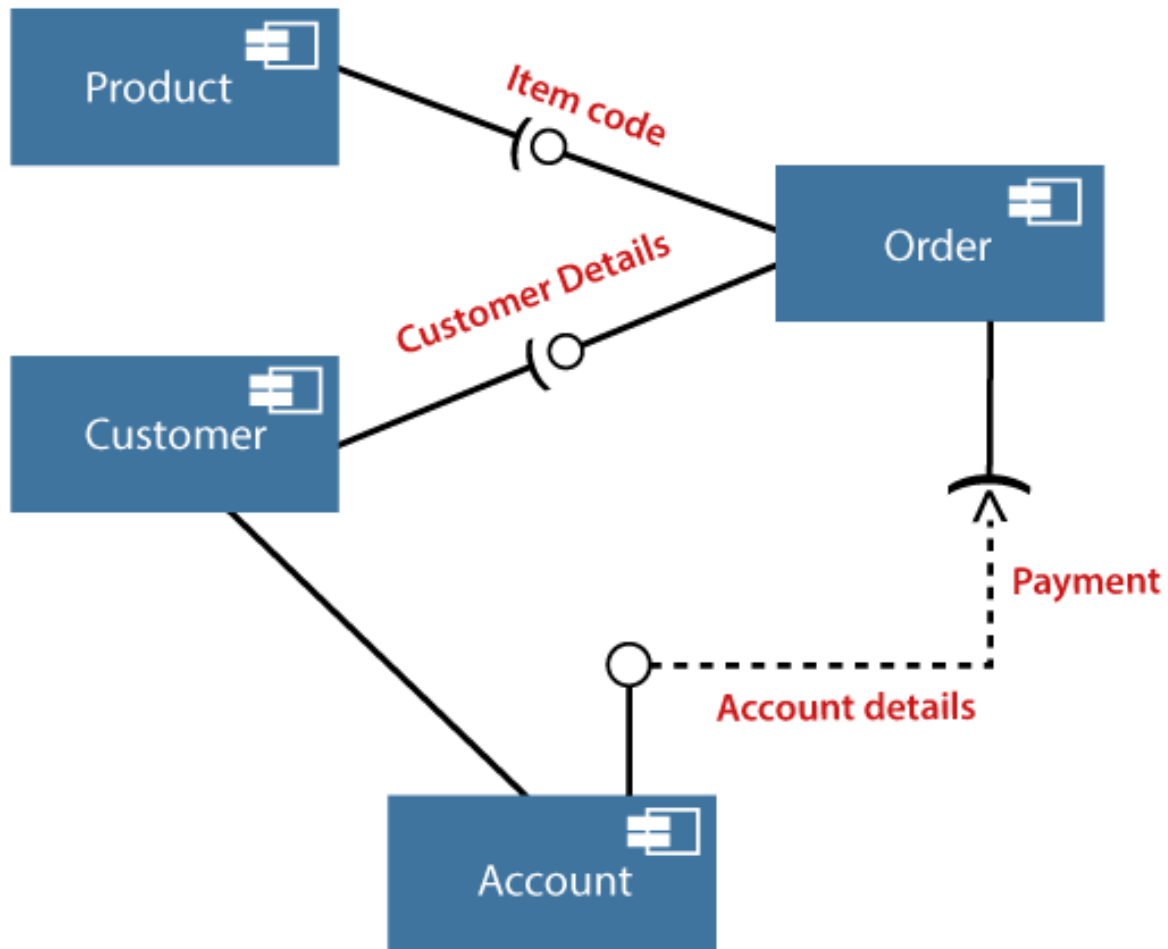 Product
Item code
Order
Customer Details
Customer
Payment
Account details
Account